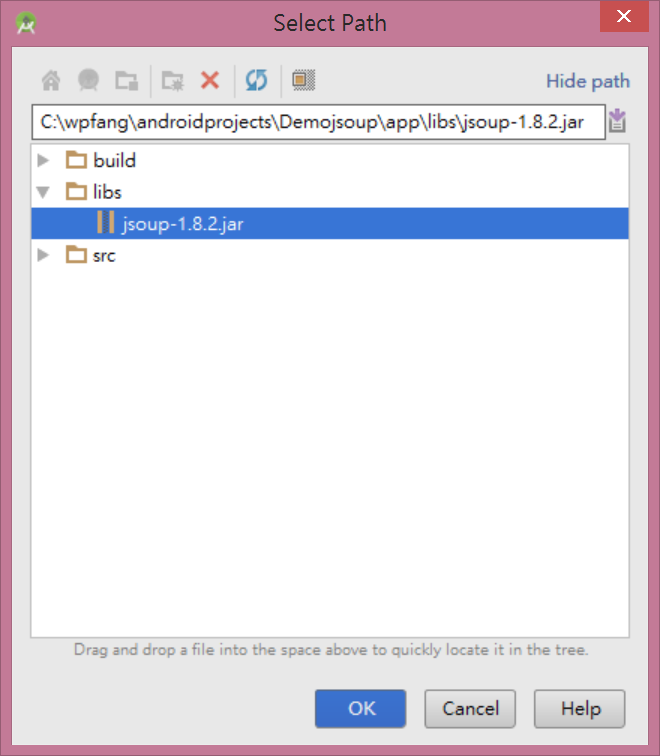 Select Path
Hide path
C:\wpfang\androidprojects\Demojsoup\app\libs\jsoup-1.8.2.jar
build
libs
jsoup-1.8.2.jar
src
Drag and drop a file into the space above to quickly locate it in the tree.
OK Cancel Help